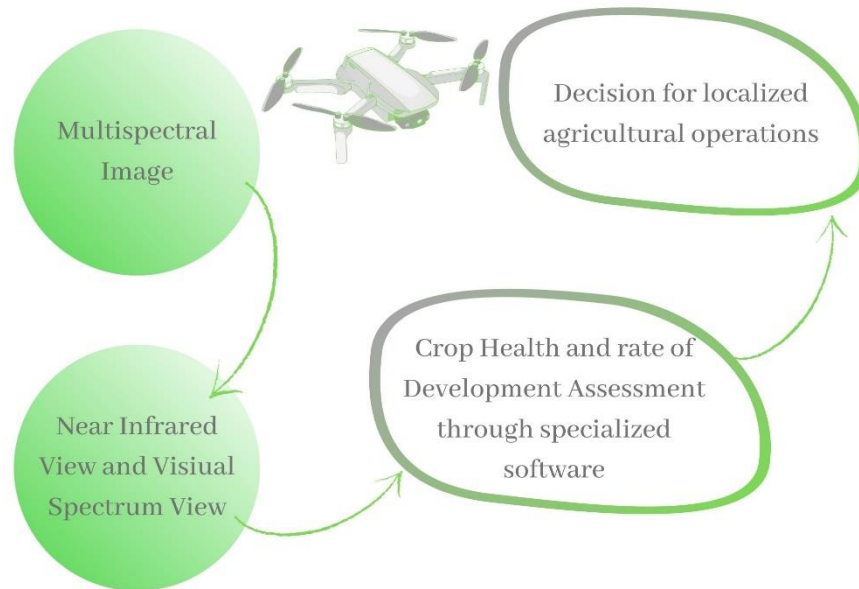 Multispectral
Image
Near Infrared
View and Visiual
Spectrum View
Crop Health and rate of
Development Assessment
through specialized
software
Decision for localized
agricultural operations